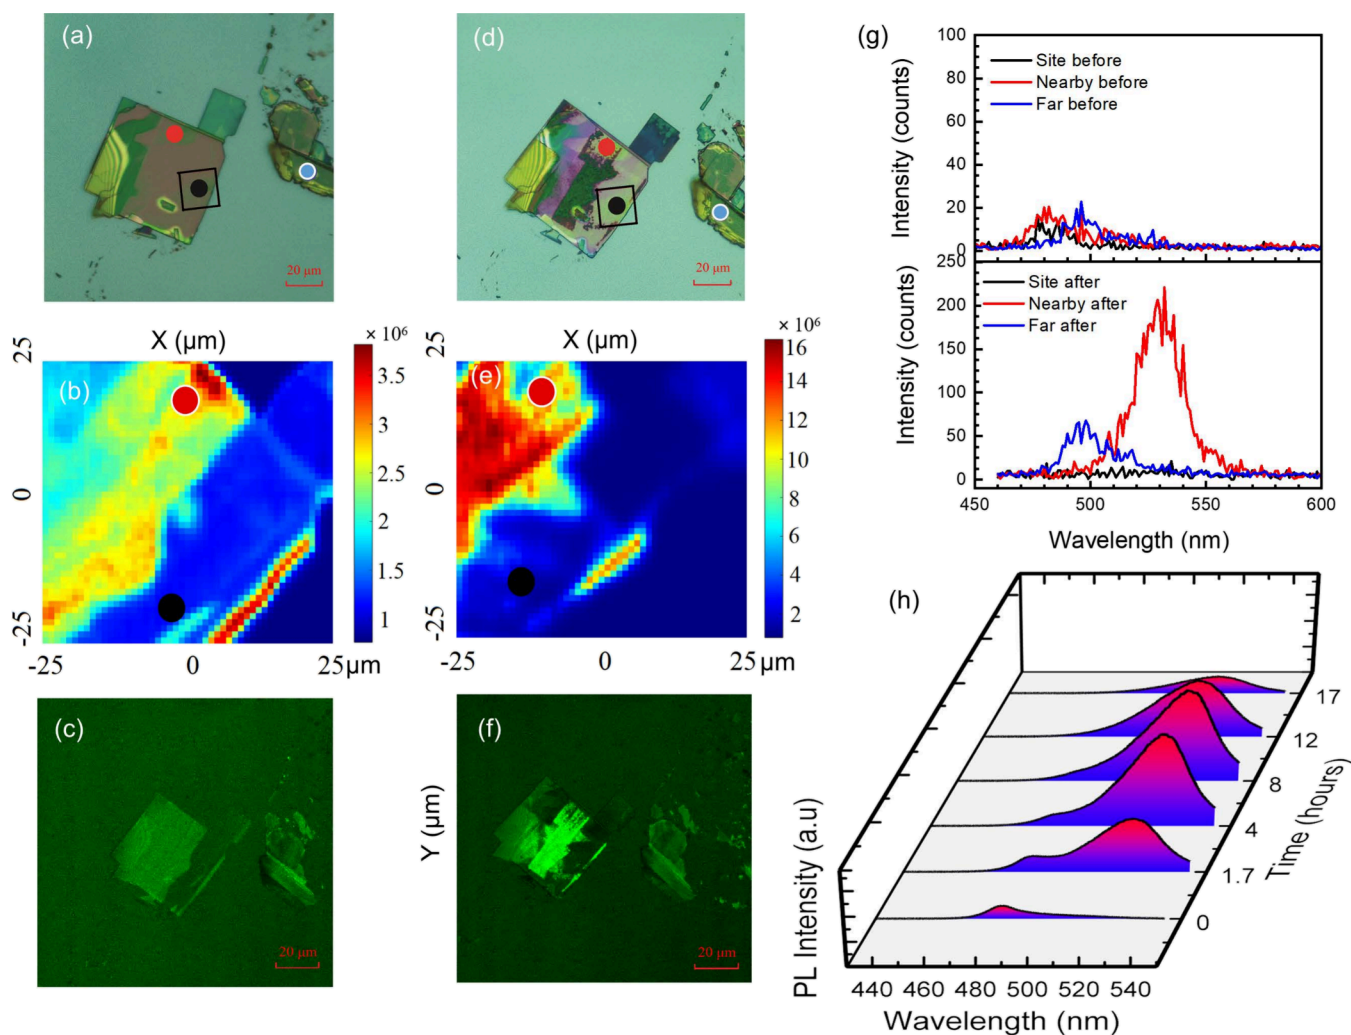 (a)
20 μm
(d)
20 μm
(g)
100
80
60
40
20
0
Intensity (counts)
Site before
Nearby before
Far before
250
200
150
100
50
0
Intensity (counts)
Site after
Nearby after
Far after
450
500
550
600
Wavelength (nm)
X (μm)
25
0
-25
(b)
-25
0
25 μm
× 10⁶
3.5
3
2.5
2
1.5
1
X (μm)
25
0
-25
(e)
-25
0
25 μm
× 10⁶
16
14
12
10
8
6
4
2
(c)
20 μm
Y (μm)
(f)
20 μm
(h)
PL Intensity (a.u)
440 460 480 500 520 540
Wavelength (nm)
0
1.7
4
8
12
17
Time (hours)